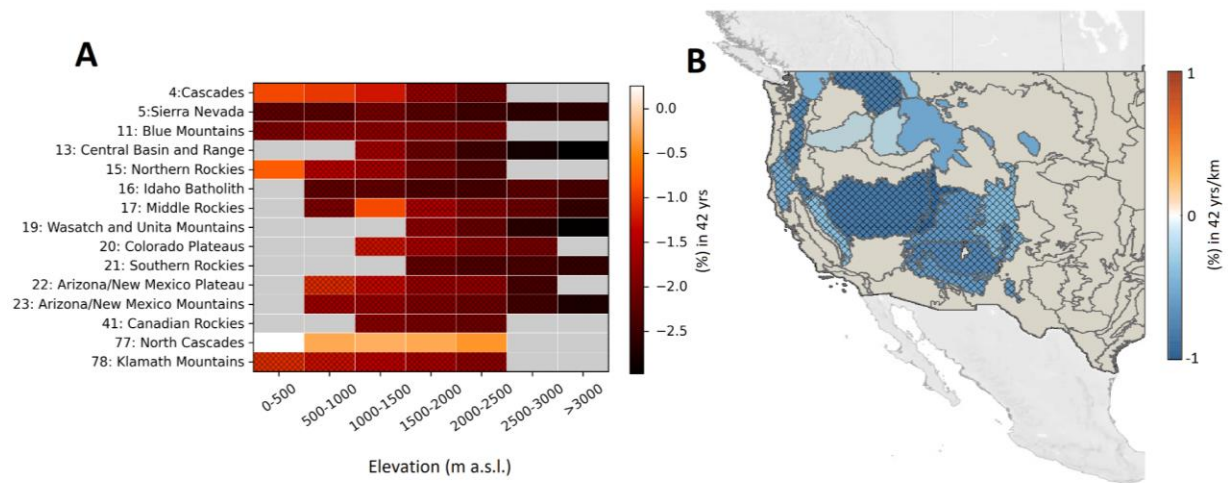 A
4:Cascades
5:Sierra Nevada
11: Blue Mountains
13: Central Basin and Range
15: Northern Rockies
16: Idaho Batholith
17: Middle Rockies
19: Wasatch and Unita Mountains
20: Colorado Plateaus
21: Southern Rockies
22: Arizona/New Mexico Plateau
23: Arizona/New Mexico Mountains
41: Canadian Rockies
77: North Cascades
78: Klamath Mountains
0-500
500-1000
1000-1500
1500-2000
2000-2500
2500-3000
>3000
Elevation (m a.s.l.)
0.0
−0.5
−1.0
−1.5
−2.0
−2.5
(%) in 42 yrs
B
1
0
-1
(%) in 42 yrs/km